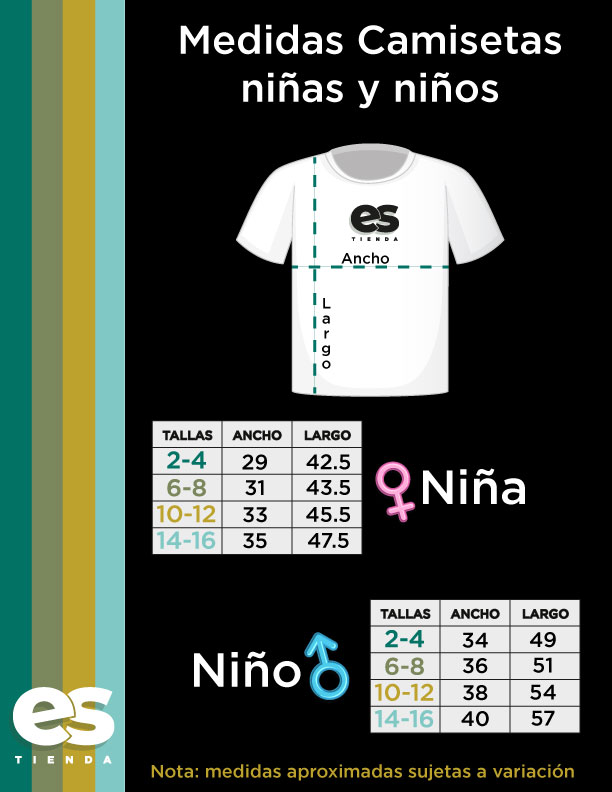 Medidas Camisetas
niñas y niños
es
TIENDA
Ancho
Largo
TALLAS ANCHO LARGO
2-4 29 42.5
6-8 31 43.5
10-12 33 45.5
14-16 35 47.5
Niña
Niño
TALLAS ANCHO LARGO
2-4 34 49
6-8 36 51
10-12 38 54
14-16 40 57
es
TIENDA
Nota: medidas aproximadas sujetas a variación